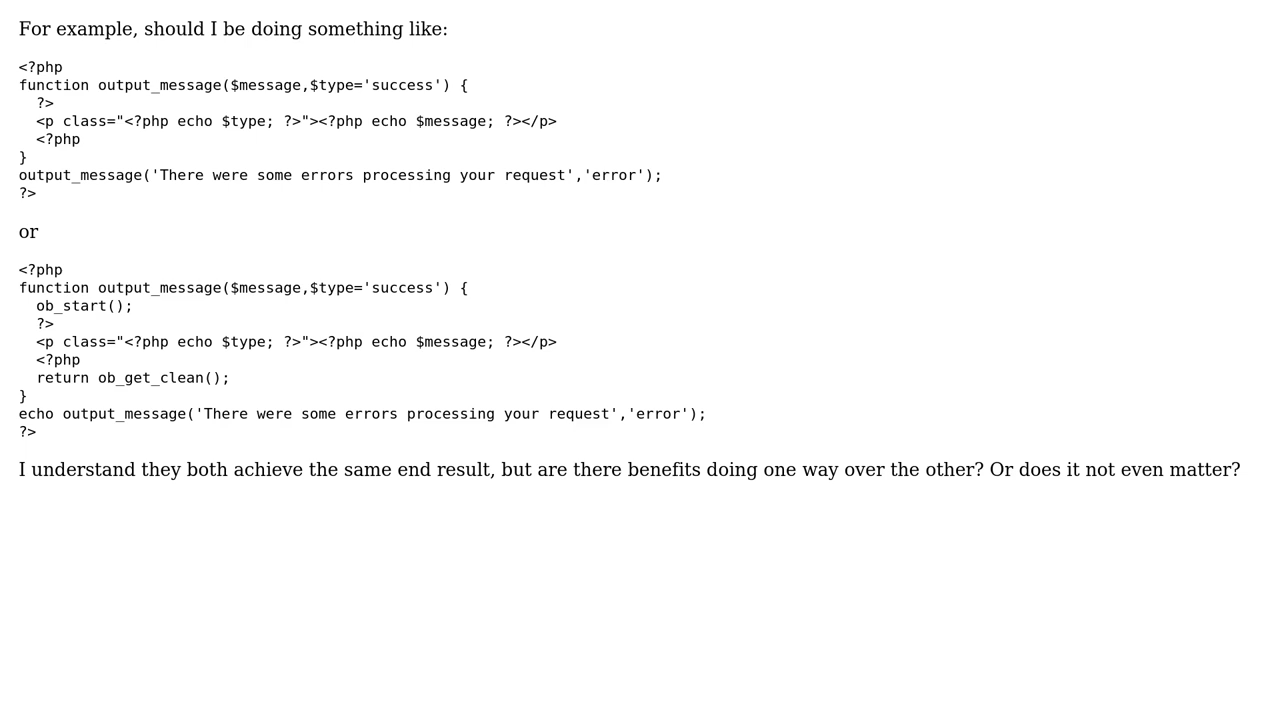 For example, should I be doing something like:
<?php
function output_message($message,$type='success') {
  ?>
  <p class="<?php echo $type; ?>"><?php echo $message; ?></p>
  <?php
}
output_message('There were some errors processing your request','error');
?>
or
<?php
function output_message($message,$type='success') {
  ob_start();
  ?>
  <p class="<?php echo $type; ?>"><?php echo $message; ?></p>
  <?php
  return ob_get_clean();
}
echo output_message('There were some errors processing your request','error');
?>
I understand they both achieve the same end result, but are there benefits doing one way over the other? Or does it not even matter?